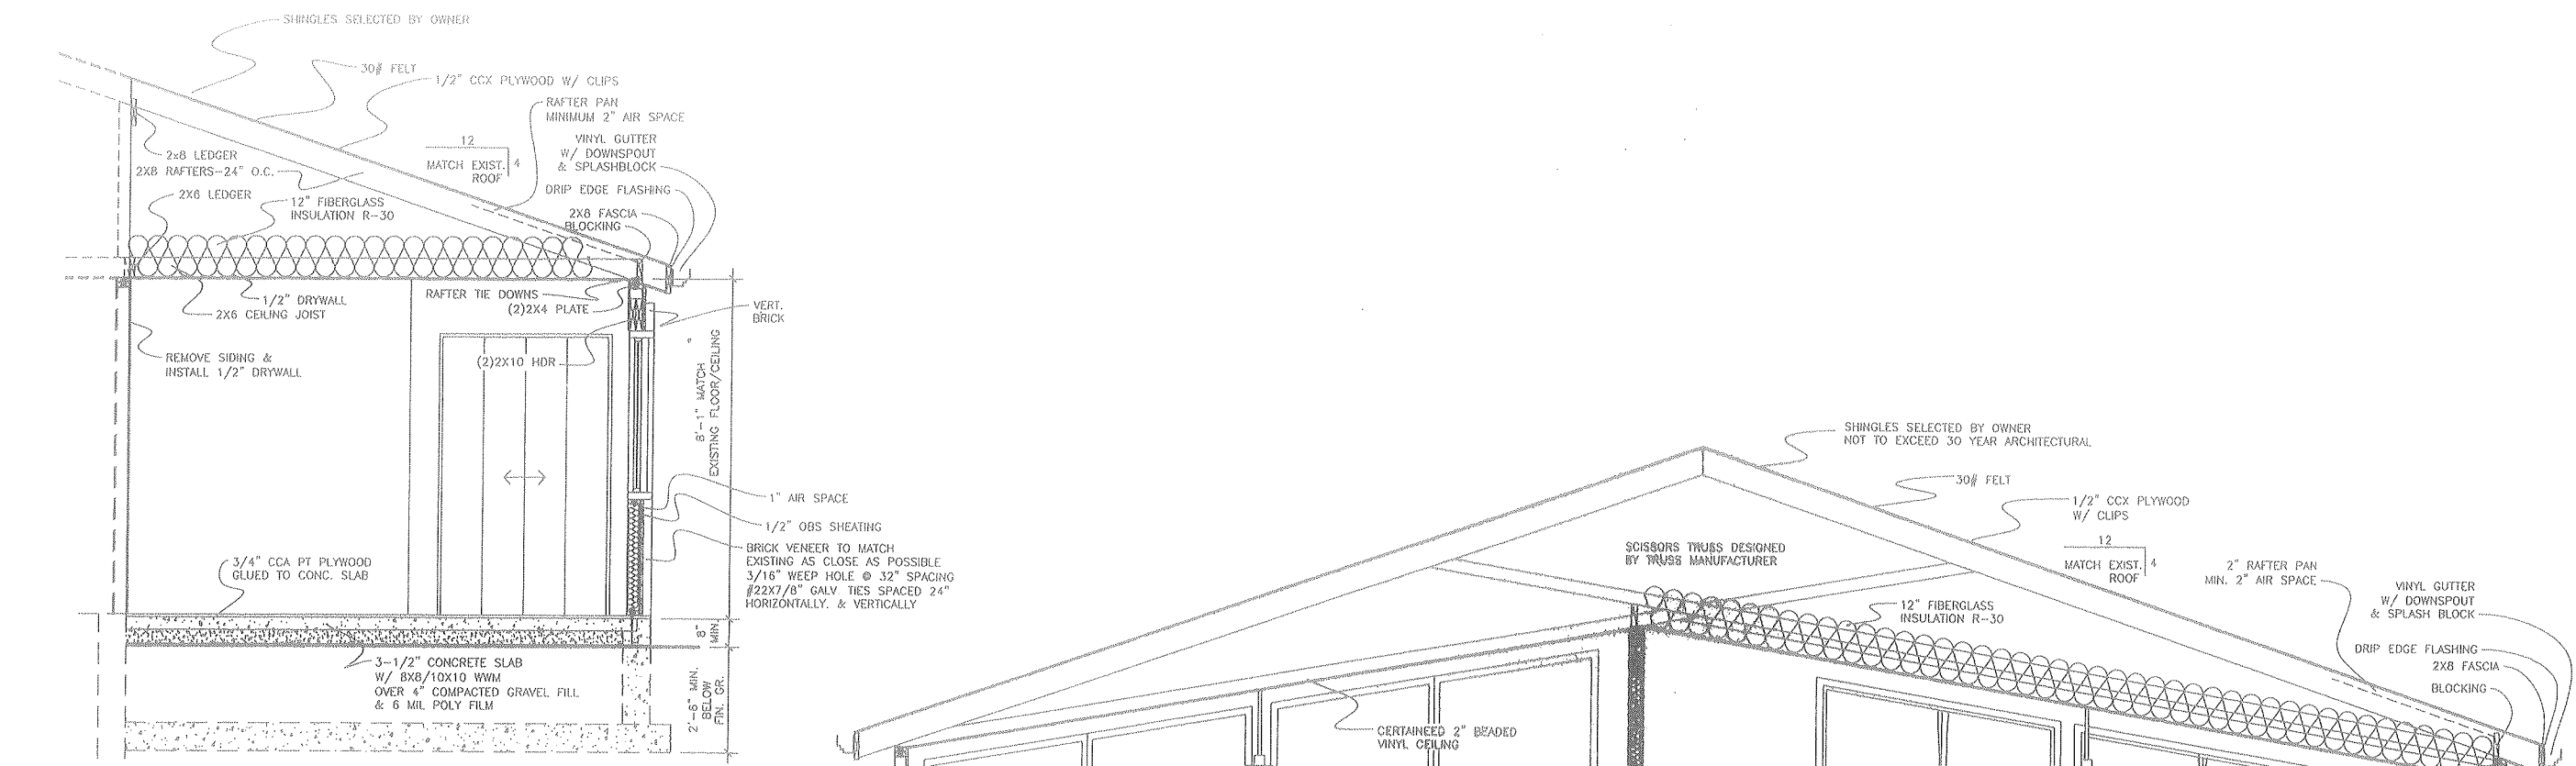 SHINGLES SELECTED BY OWNER
30# FELT
1/2" CCX PLYWOOD W/ CLIPS
RAFTER PAN
MINIMUM 2" AIR SPACE
12
MATCH EXIST.
ROOF
4
VINYL GUTTER
W/ DOWNSPOUT
& SPLASHBLOCK
DRIP EDGE FLASHING
2X8 FASCIA
BLOCKING
2x8 LEDGER
2X8 RAFTERS-24" O.C.
2X6 LEDGER
12" FIBERGLASS
INSULATION R-30
1/2" DRYWALL
2X6 CEILING JOIST
RAFTER TIE DOWNS
(2)2X4 PLATE
VERT.
BRICK
REMOVE SIDING &
INSTALL 1/2" DRYWALL
(2)2X10 HDR
8'-1" MATCH
EXISTING FLOOR/CEILING
1" AIR SPACE
1/2" OBS SHEATING
BRICK VENEER TO MATCH
EXISTING AS CLOSE AS POSSIBLE
3/16" WEEP HOLE @ 32" SPACING
#22X7/8" GALV. TIES SPACED 24"
HORIZONTALLY. & VERTICALLY
3/4" CCA PT PLYWOOD
GLUED TO CONC. SLAB
8"
MIN.
3-1/2" CONCRETE SLAB
W/ 8X8/10X10 WWM
OVER 4" COMPACTED GRAVEL FILL
& 6 MIL POLY FILM
2'-6" MIN.
BELOW
FIN. GR.
SHINGLES SELECTED BY OWNER
NOT TO EXCEED 30 YEAR ARCHITECTURAL
30# FELT
1/2" CCX PLYWOOD
W/ CLIPS
12
MATCH EXIST.
ROOF
4
SCISSORS TRUSS DESIGNED
BY TRUSS MANUFACTURER
2" RAFTER PAN
MIN. 2" AIR SPACE
VINYL GUTTER
W/ DOWNSPOUT
& SPLASH BLOCK
12" FIBERGLASS
INSULATION R-30
DRIP EDGE FLASHING
2X8 FASCIA
BLOCKING
CERTAINEED 2" BEADED
VINYL CEILING